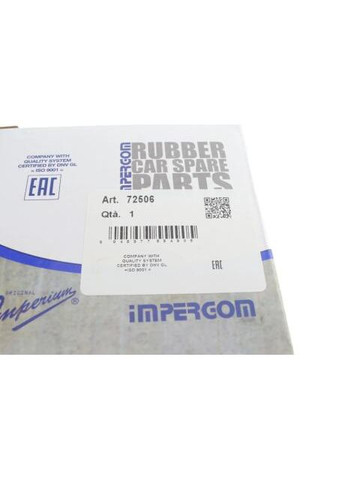 COMPANY WITH
QUALITY SYSTEM
CERTIFIED BY DNV GL
= ISO 9001 =
EAC
IMPERGOM
RUBBER
CAR SPARE
PARTS
Art. 72506
Qtà. 1
COMPANY WITH
QUALITY SYSTEM
CERTIFIED BY DNV GL
=ISO 9001 =
ORIGINAL
Imperium
IMPERGOM